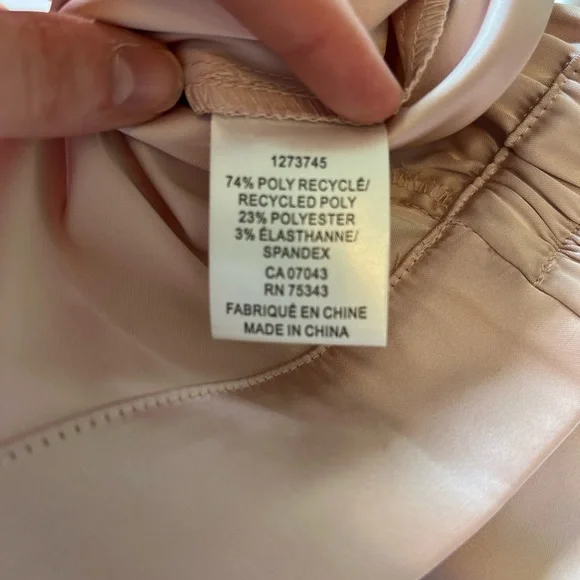 1273745
74% POLY RECYCLÉ/
RECYCLED POLY
23% POLYESTER
3% ÉLASTHANNE/
SPANDEX
CA 07043
RN 75343
FABRIQUÉ EN CHINE
MADE IN CHINA